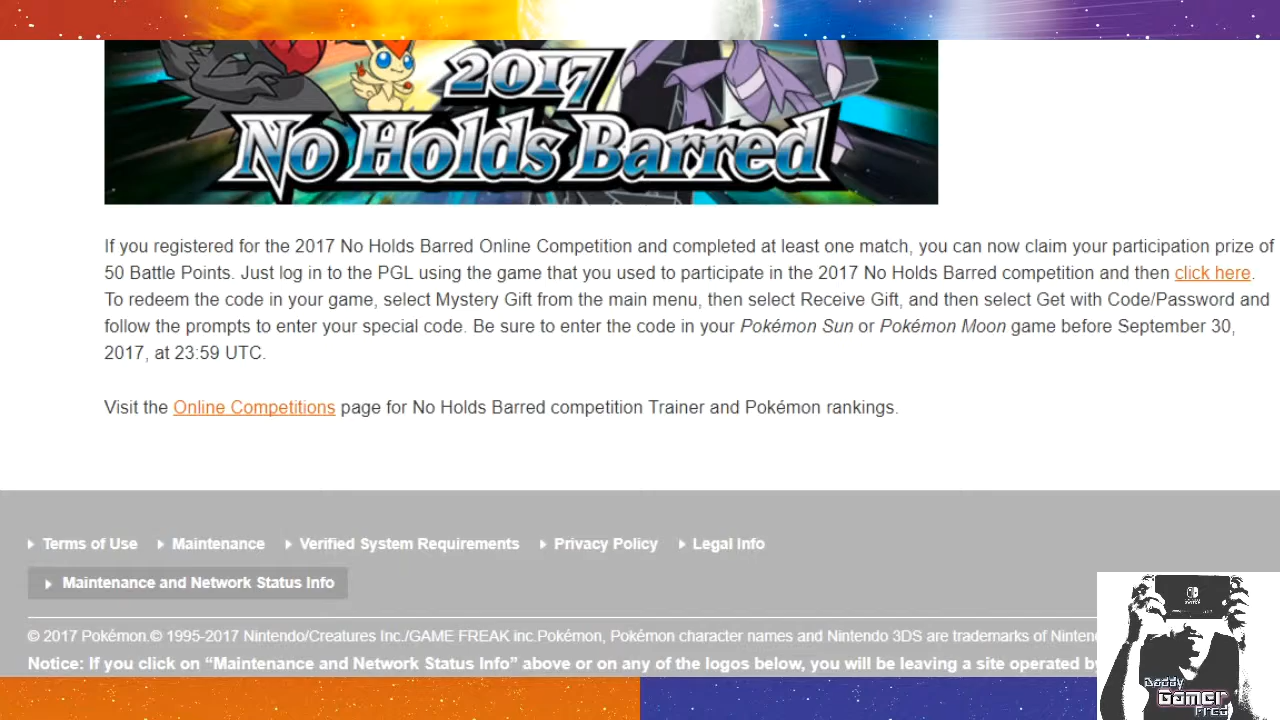 2017
No Holds Barred
If you registered for the 2017 No Holds Barred Online Competition and completed at least one match, you can now claim your participation prize of
50 Battle Points. Just log in to the PGL using the game that you used to participate in the 2017 No Holds Barred competition and then click here.
To redeem the code in your game, select Mystery Gift from the main menu, then select Receive Gift, and then select Get with Code/Password and
follow the prompts to enter your special code. Be sure to enter the code in your Pokémon Sun or Pokémon Moon game before September 30,
2017, at 23:59 UTC.
Visit the Online Competitions page for No Holds Barred competition Trainer and Pokémon rankings.
Terms of Use Maintenance Verified System Requirements Privacy Policy Legal Info
Maintenance and Network Status Info
© 2017 Pokémon.© 1995-2017 Nintendo/Creatures Inc./GAME FREAK inc.Pokémon, Pokémon character names and Nintendo 3DS are trademarks of Ninten
Notice: If you click on “Maintenance and Network Status Info” above or on any of the logos below, you will be leaving a site operated by
Daddy
Gamer
Fred